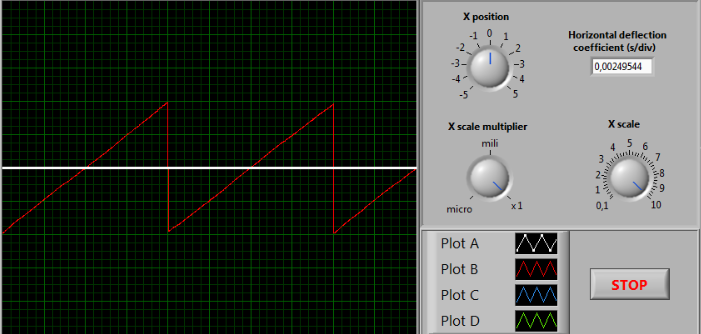 X position
-5 -4 -3 -2 -1 0 1 2 3 4 5
Horizontal deflection
coefficient (s/div)
0,00249544
X scale multiplier
micro mili x1
X scale
0,1 1 2 3 4 5 6 7 8 9 10
Plot A
Plot B
Plot C
Plot D
STOP